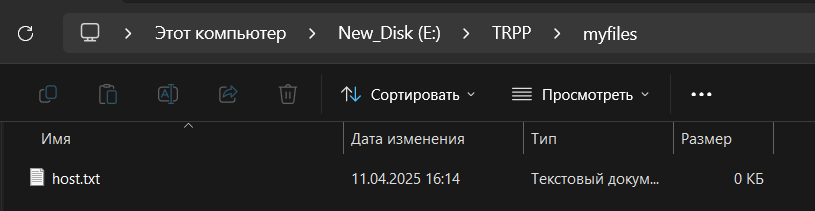 Этот компьютер > New_Disk (E:) > TRPP > myfiles
Сортировать Просмотреть •••
Имя Дата изменения Тип Размер
host.txt 11.04.2025 16:14 Текстовый докум... 0 КБ